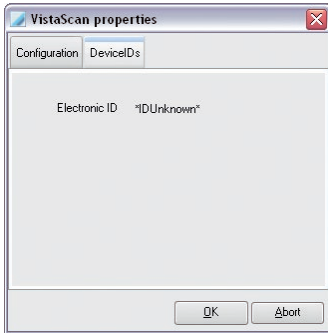 VistaScan properties
Configuration DeviceIDs
Electronic ID *IDUnknown*
OK Abort